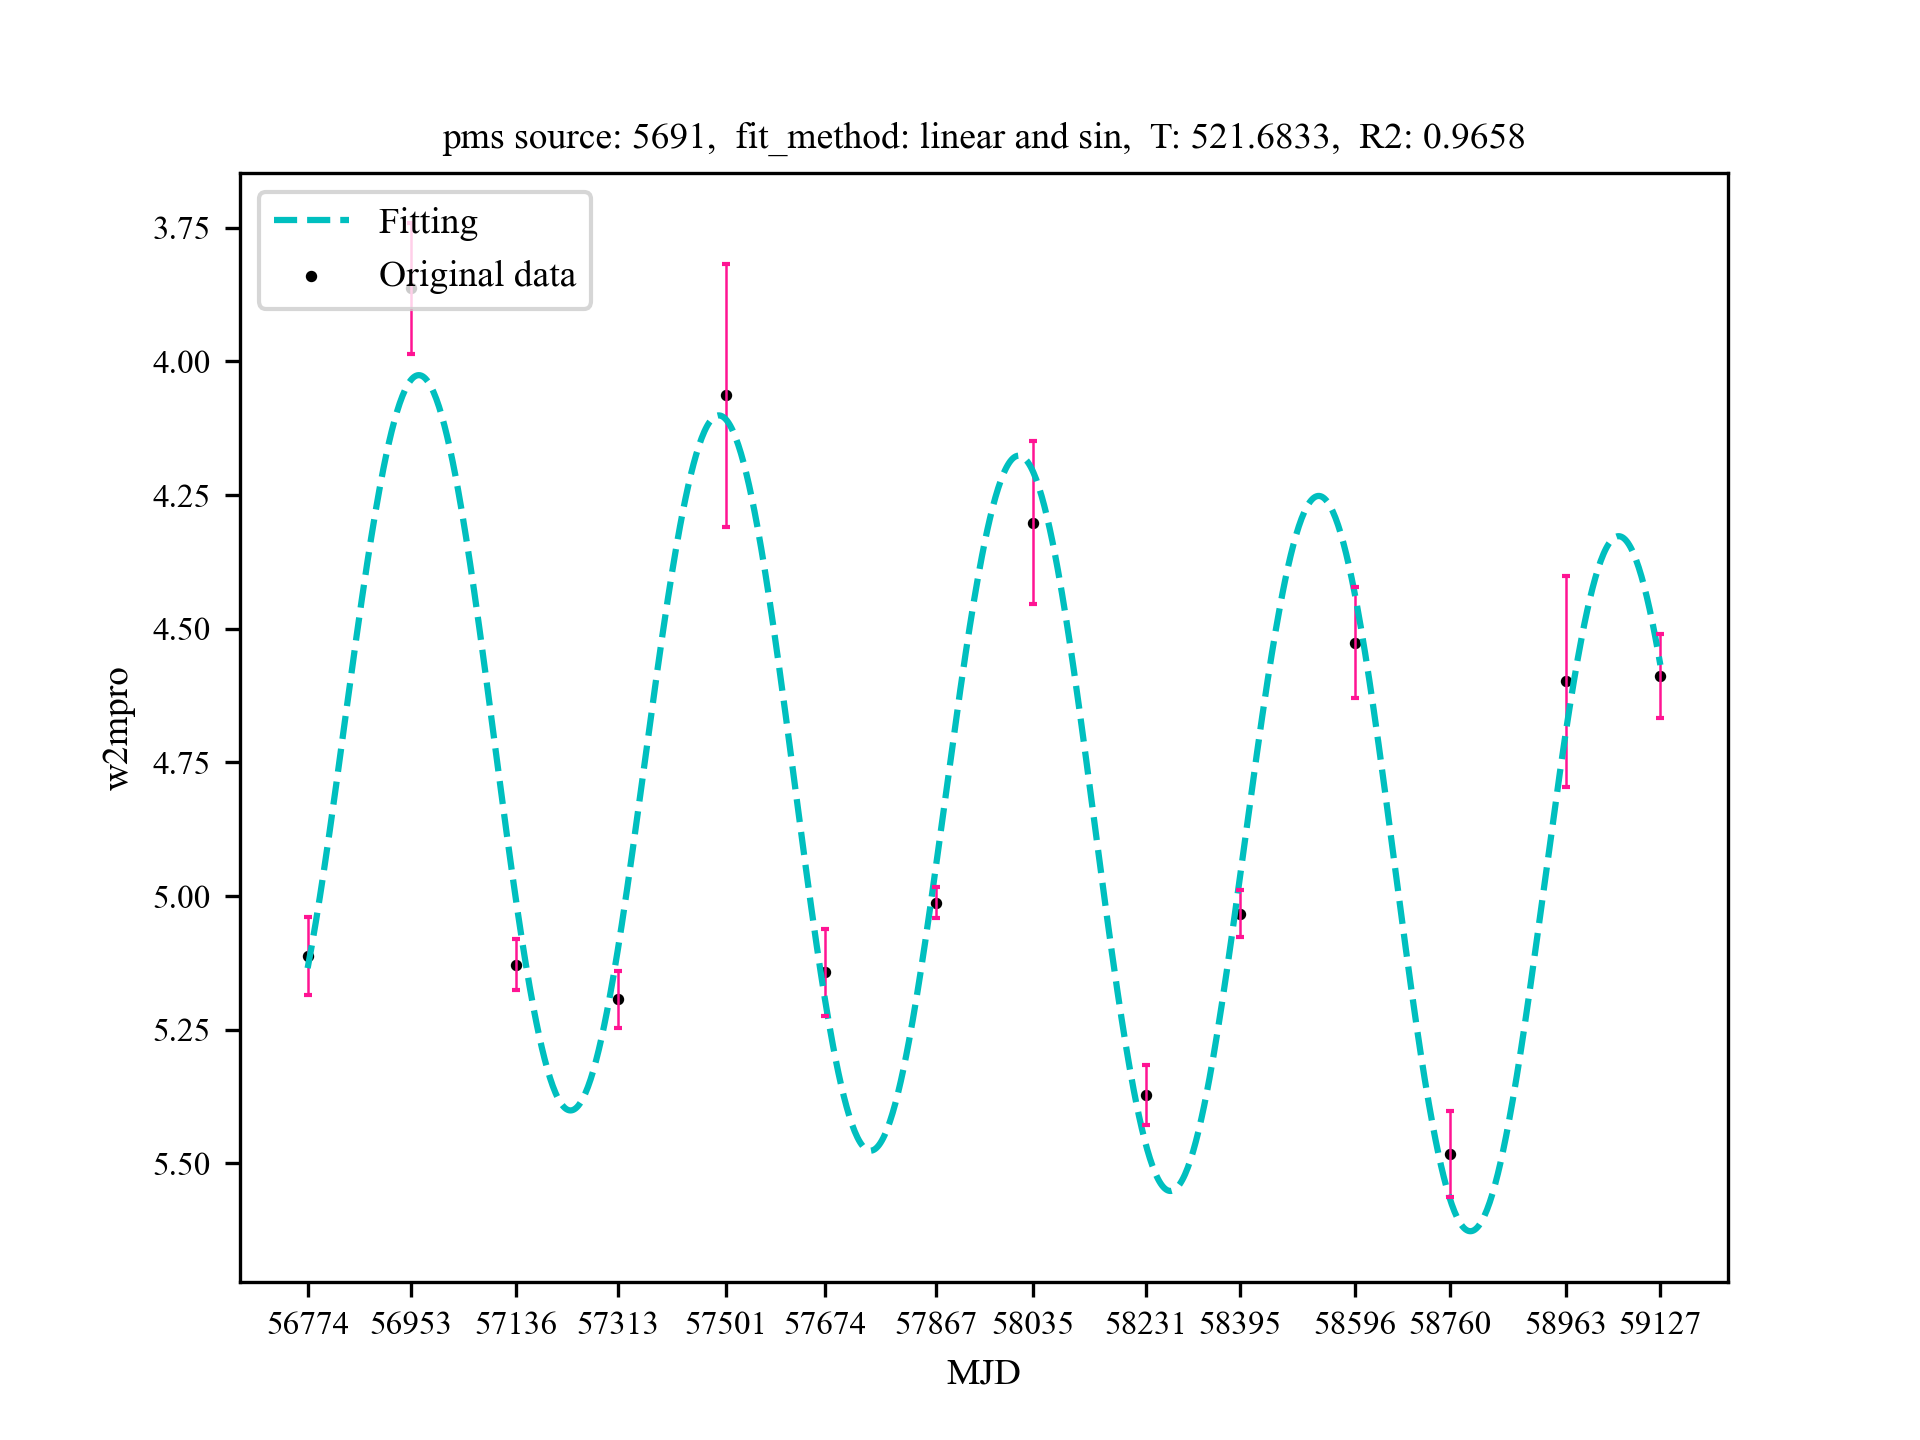 pms source: 5691, fit_method: linear and sin, T: 521.6833, R2: 0.9658
Fitting
Original data
3.75
4.00
4.25
4.50
4.75
5.00
5.25
5.50
w2mpro
56774 56953 57136 57313 57501 57674 57867 58035 58231 58395 58596 58760 58963 59127
MJD